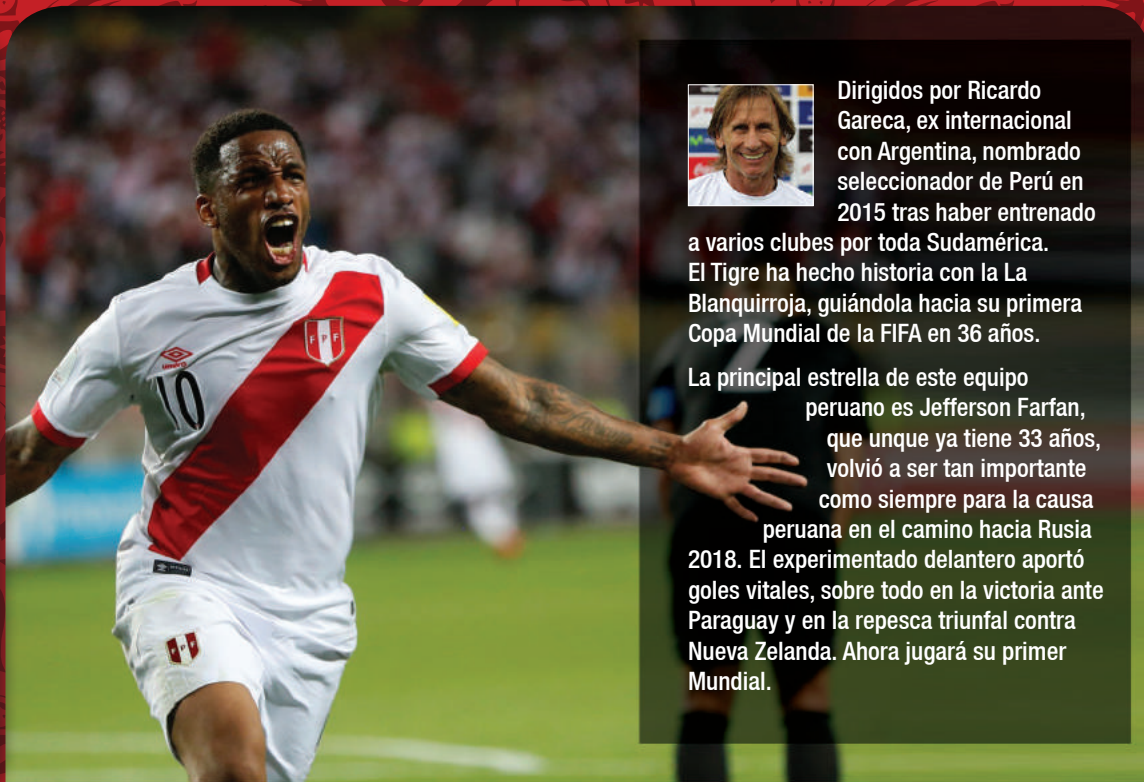 Dirigidos por Ricardo
Gareca, ex internacional
con Argentina, nombrado
seleccionador de Perú en
2015 tras haber entrenado
a varios clubes por toda Sudamérica.
El Tigre ha hecho historia con la La
Blanquirroja, guiándola hacia su primera
Copa Mundial de la FIFA en 36 años.
La principal estrella de este equipo
peruano es Jefferson Farfan,
que unque ya tiene 33 años,
volvió a ser tan importante
como siempre para la causa
peruana en el camino hacia Rusia
2018. El experimentado delantero aportó
goles vitales, sobre todo en la victoria ante
Paraguay y en la repesca triunfal contra
Nueva Zelanda. Ahora jugará su primer
Mundial.
FPF
umbro
10
FPF